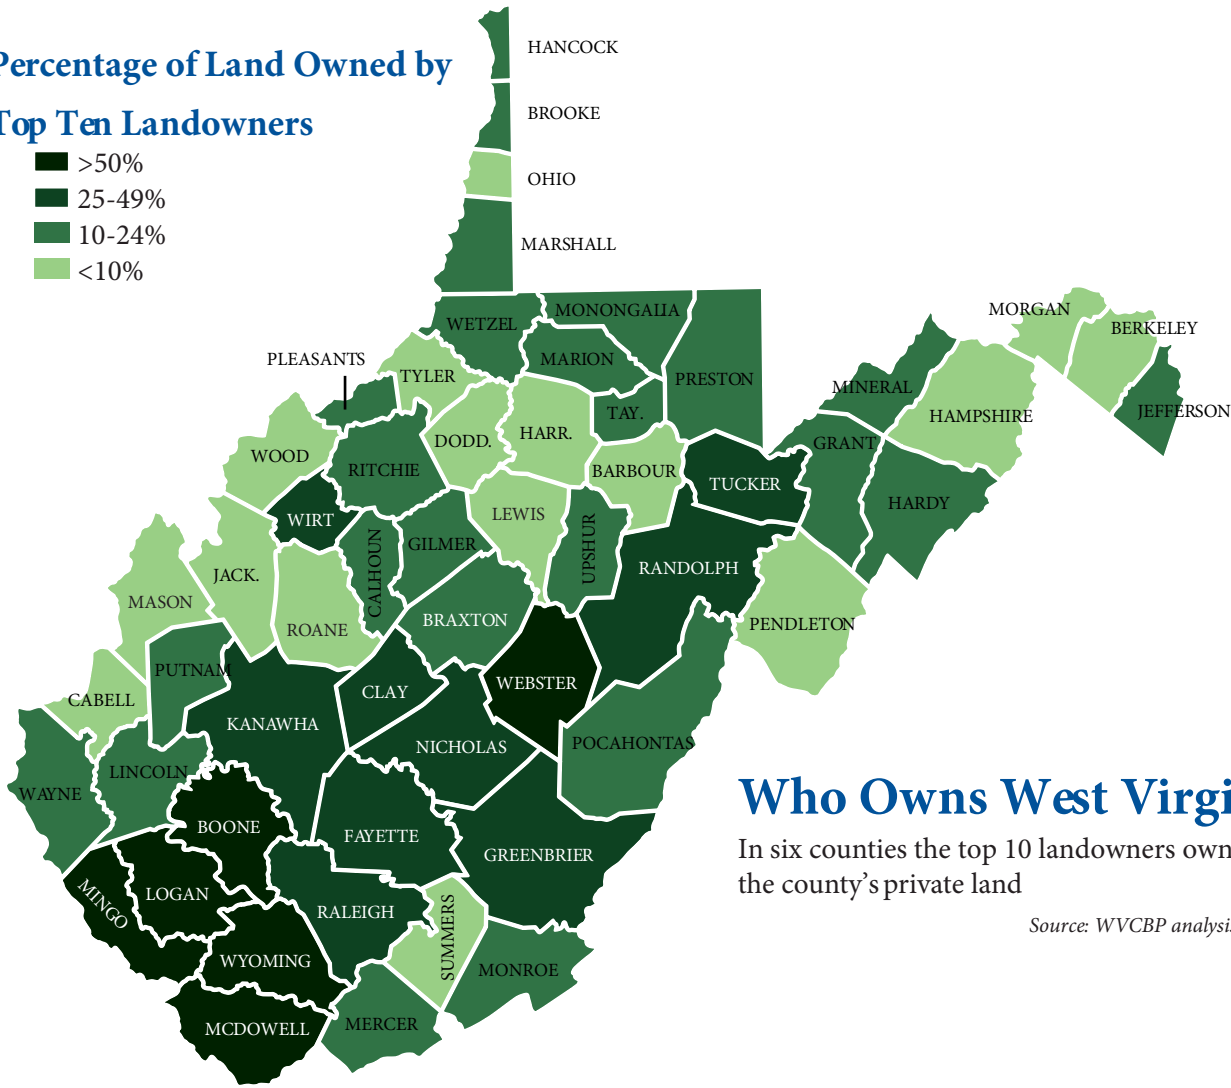 Percentage of Land Owned by
Top Ten Landowners
>50%
25-49%
10-24%
<10%
HANCOCK
BROOKE
OHIO
MARSHALL
WETZEL
MONONGALIA
MARION
PRESTON
PLEASANTS
TYLER
MORGAN
BERKELEY
MINERAL
HAMPSHIRE
JEFFERSON
TAY.
HARR.
DODD.
WOOD
RITCHIE
BARBOUR
TUCKER
GRANT
HARDY
WIRT
LEWIS
UPSHUR
GILMER
CALHOUN
RANDOLPH
JACK.
MASON
ROANE
BRAXTON
PENDLETON
PUTNAM
CABELL
CLAY
WEBSTER
KANAWHA
NICHOLAS
POCAHONTAS
LINCOLN
WAYNE
BOONE
FAYETTE
GREENBRIER
MINGO
LOGAN
RALEIGH
SUMMERS
WYOMING
MONROE
MCDOWELL
MERCER
Who Owns West Virgi
In six counties the top 10 landowners own
the county's private land
Source: WVCBP analysis